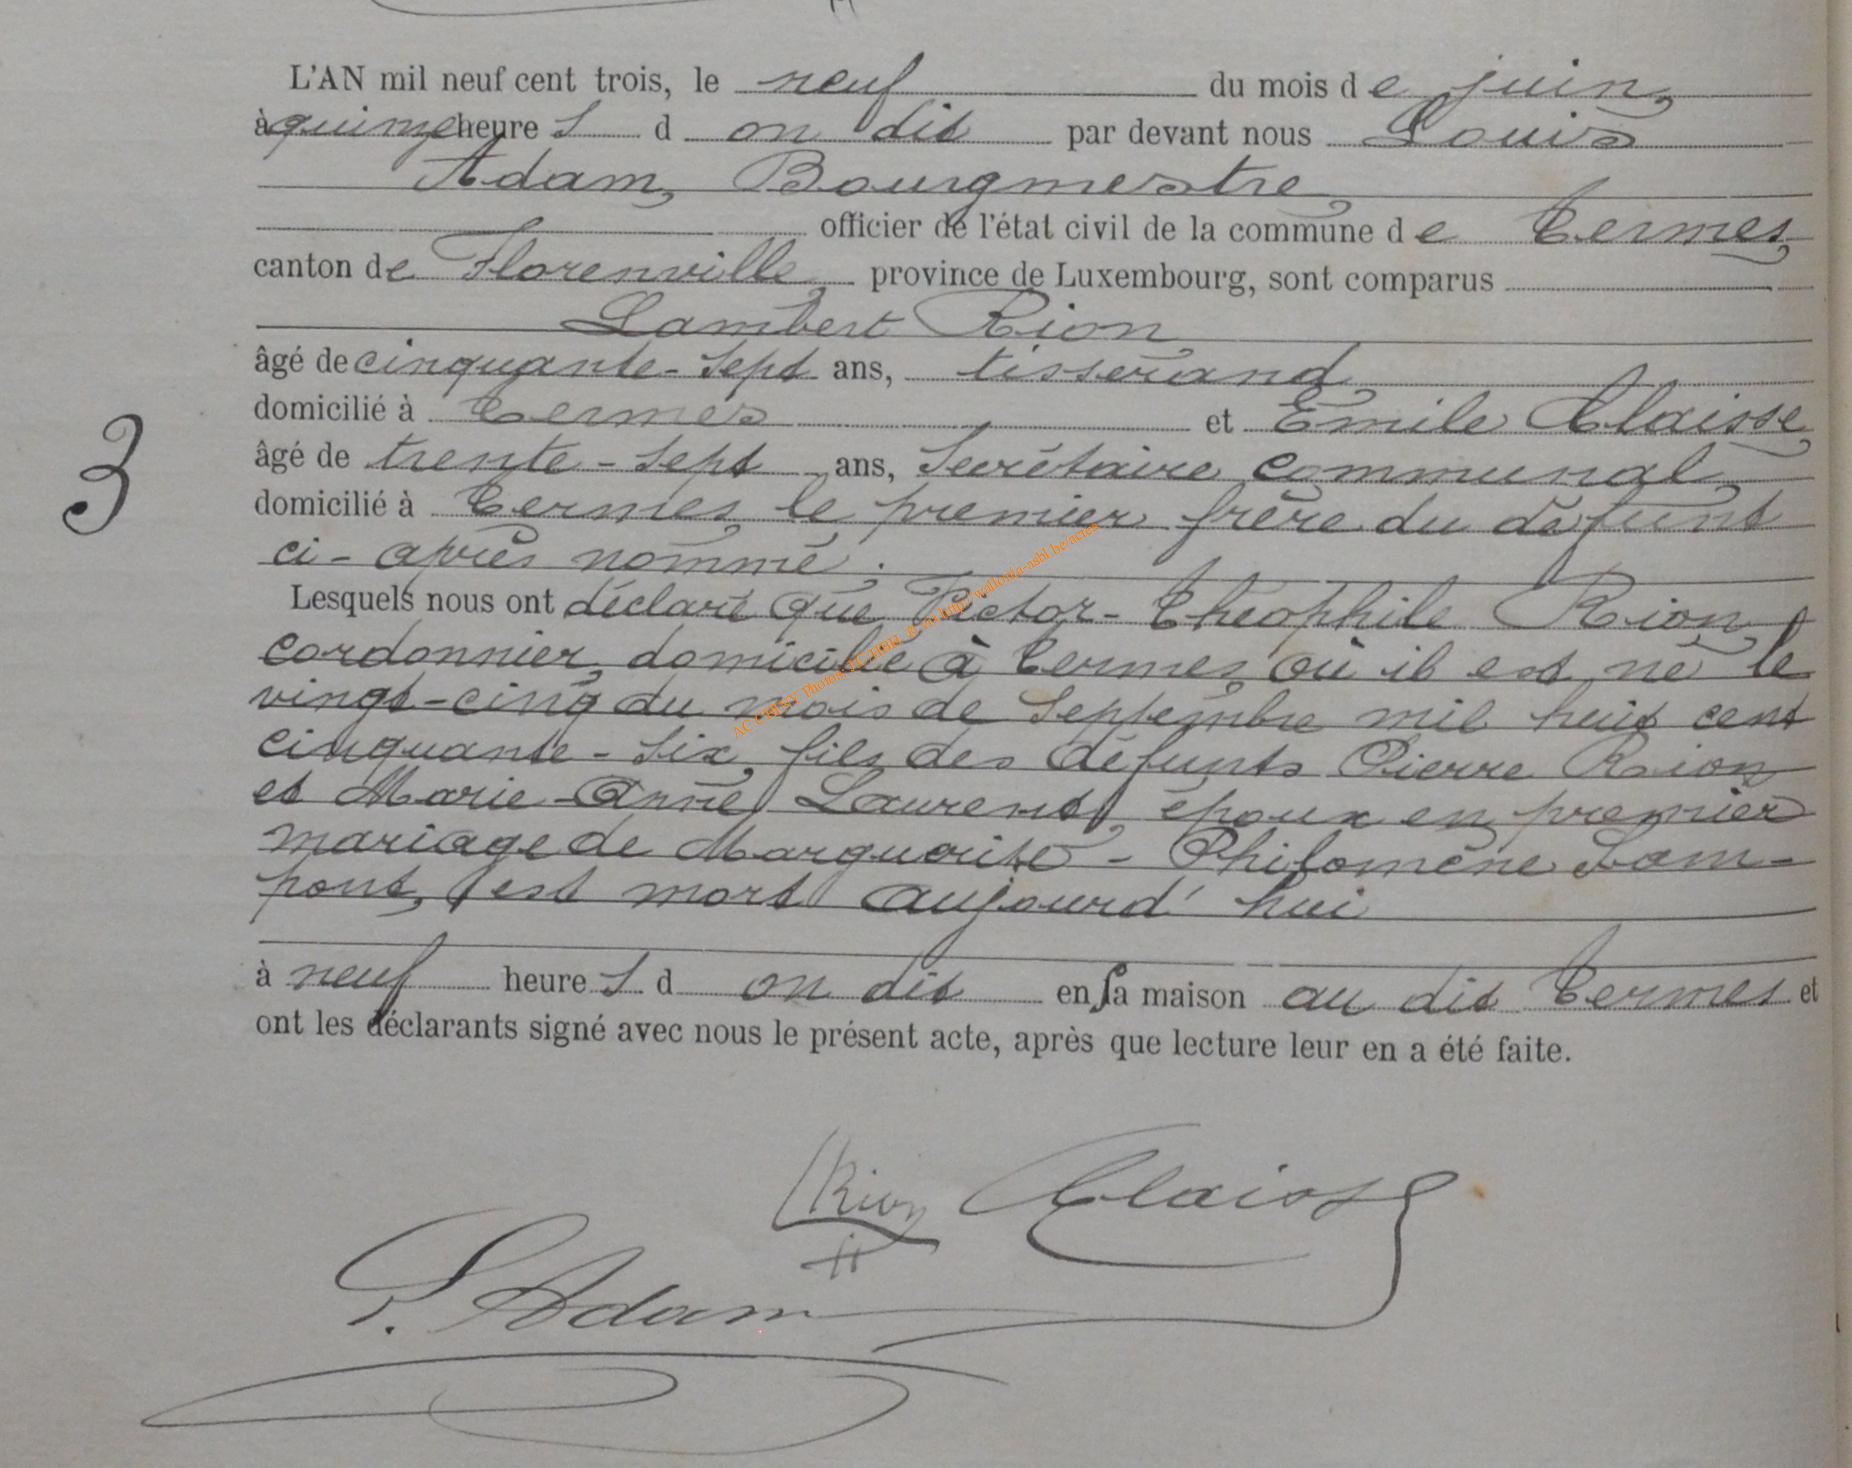 L'AN mil neuf cent trois, le neuf du mois de juin,
à quinze heures d on dit par devant nous Louis
Adam, Bourgmestre,
officier de l'état civil de la commune de Termes,
canton de Florenville, province de Luxembourg, sont comparus
Lambert Rion,
âgé de cinquante-sept ans, tisserand,
domicilié à Termes et Emile Claisse,
3
âgé de trente-sept ans, Secrétaire communal,
domicilié à Termes, le premier frère du défunt
ci-après nommé;
Lesquels nous ont déclaré que Victor-Théophile Rion,
cordonnier, domicilié à Termes, où il est né le
vingt-cinq du mois de Septembre mil huit cent
cinquante-six, fils des défunts Pierre Rion
et Marie-Anne Laurent, époux en premier
mariage de Marguerite-Philomène Lam-
pont, est mort aujourd'hui
à neuf heures d on dit en sa maison au dit Termes et
ont les déclarants signé avec nous le présent acte, après que lecture leur en a été faite.
LRion Claisse
L. Adam